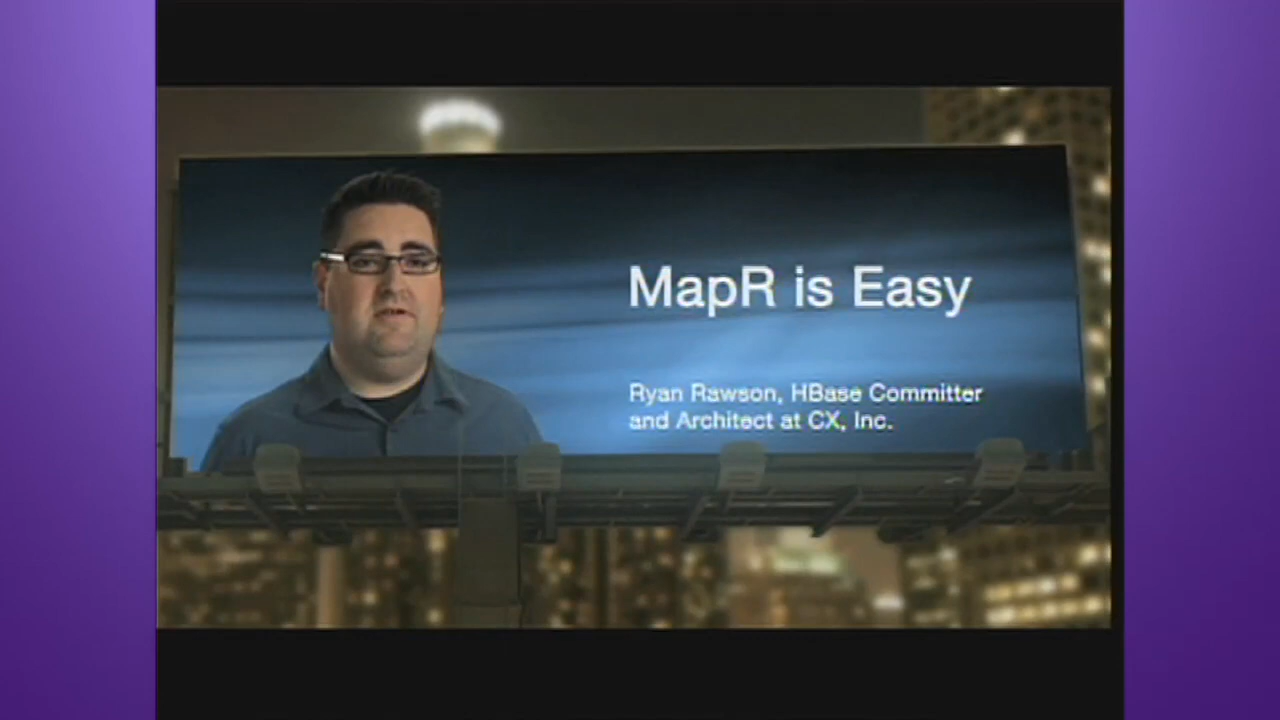 MapR is Easy
Ryan Rawson, HBase Committer
and Architect at CX, Inc.